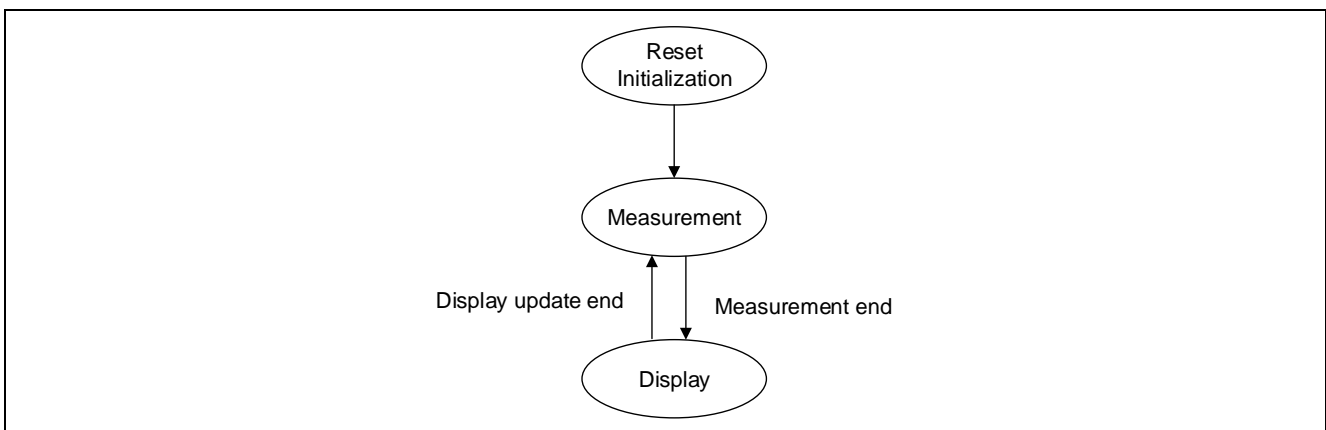 Reset
Initialization
Measurement
Display update end
Measurement end
Display